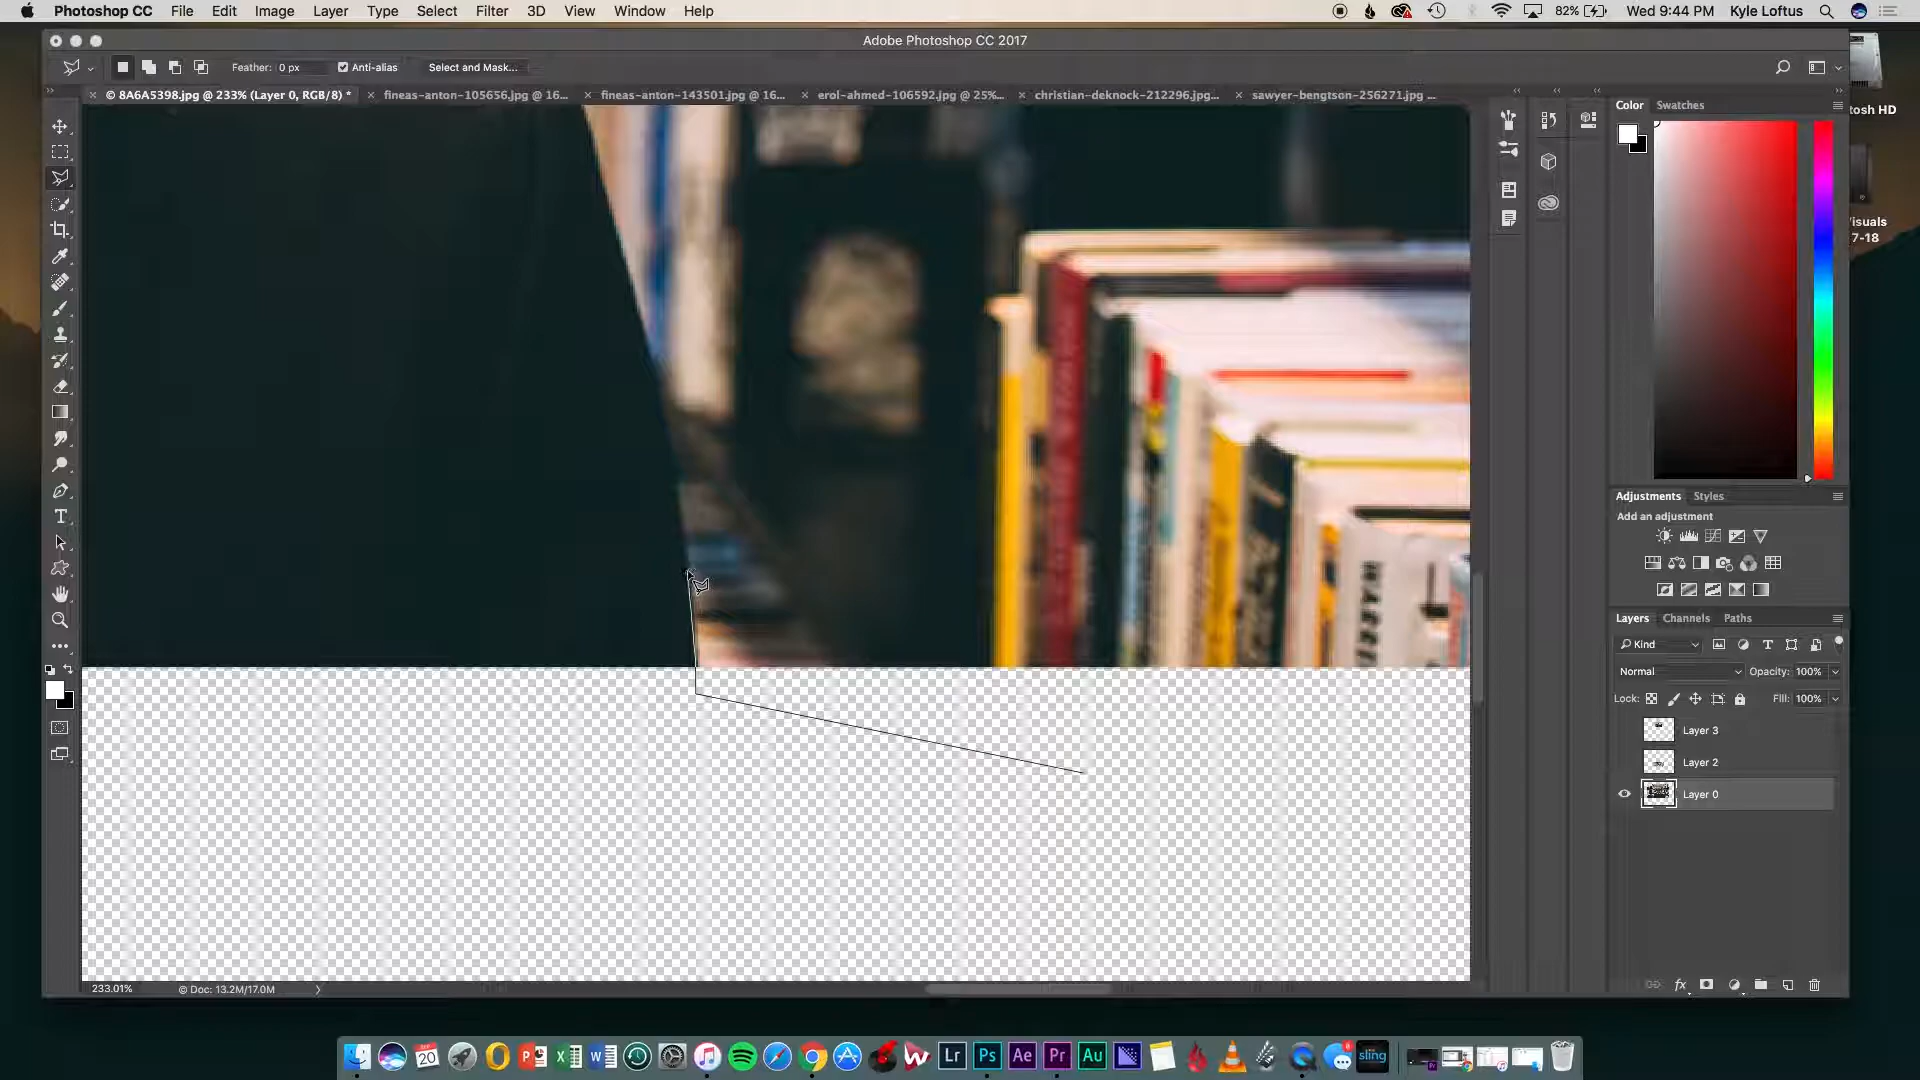 Photoshop CC File Edit Image Layer Type Select Filter 3D View Window Help 82% Wed 9:44 PM Kyle Loftus
Adobe Photoshop CC 2017
Feather: 0 px Anti-alias Select and Mask...
© 8A6A5398.jpg @ 233% (Layer 0, RGB/8) * fineas-anton-105656.jpg @ 16... fineas-anton-143501.jpg @ 16... erol-ahmed-106592.jpg @ 25%... christian-deknock-212296.jpg... sawyer-bengtson-256271.jpg ...
Color Swatches
tosh HD
isuals
7-18
Adjustments Styles
Add an adjustment
Layers Channels Paths
Kind
Normal Opacity: 100%
Lock: Fill: 100%
Layer 3
Layer 2
Layer 0
233.01% © Doc: 13.2M/17.0M
SEP
20
Lr Ps Ae Pr Au
sling